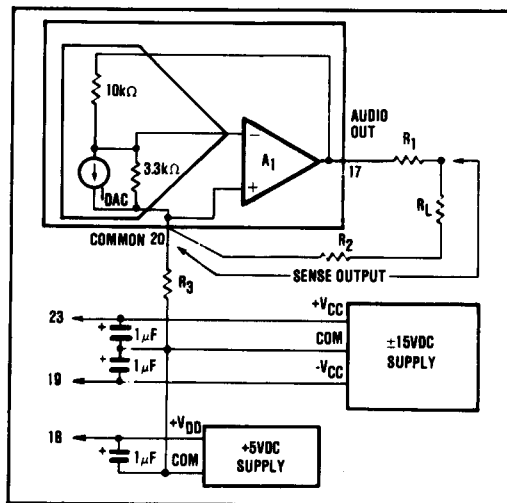 10kΩ
3.3kΩ
IDAC
−
A1
+
AUDIO
OUT
17
R1
RL
R2
COMMON 20
SENSE OUTPUT
R3
23
+VCC
+
1μF
COM
±15VDC
SUPPLY
+
1μF
19
-VCC
18
+VDD
+
1μF
COM
+5VDC
SUPPLY